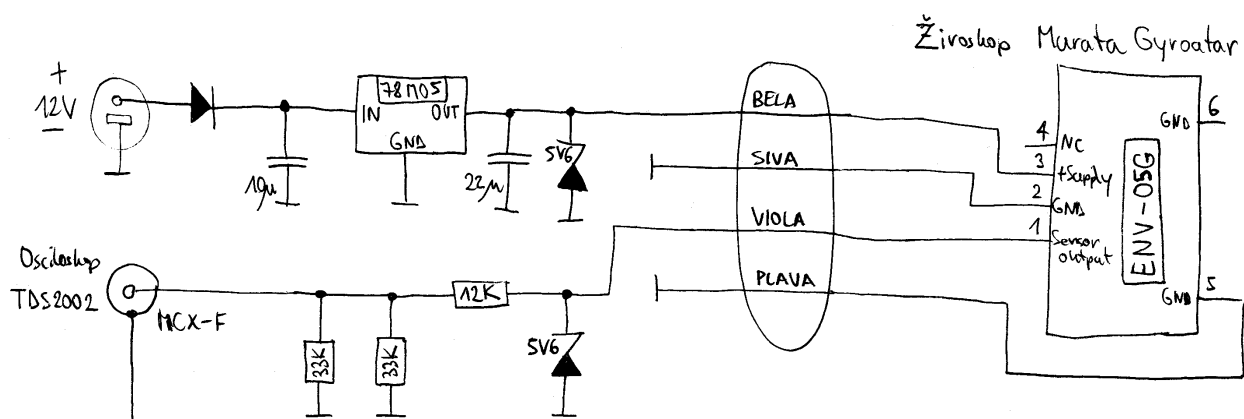 Žiroskop Murata Gyrostar
+
12V
−
78M05
IN
OUT
GND
10µ
22µ
5V6
BELA
SIVA
VIOLA
PLAVA
4
NC
3
+Supply
2
GND
1
Sensor
output
ENV-05G
GND
6
GND
5
Osciloskop
TDS2002
MCX-F
33K
33K
12K
5V6